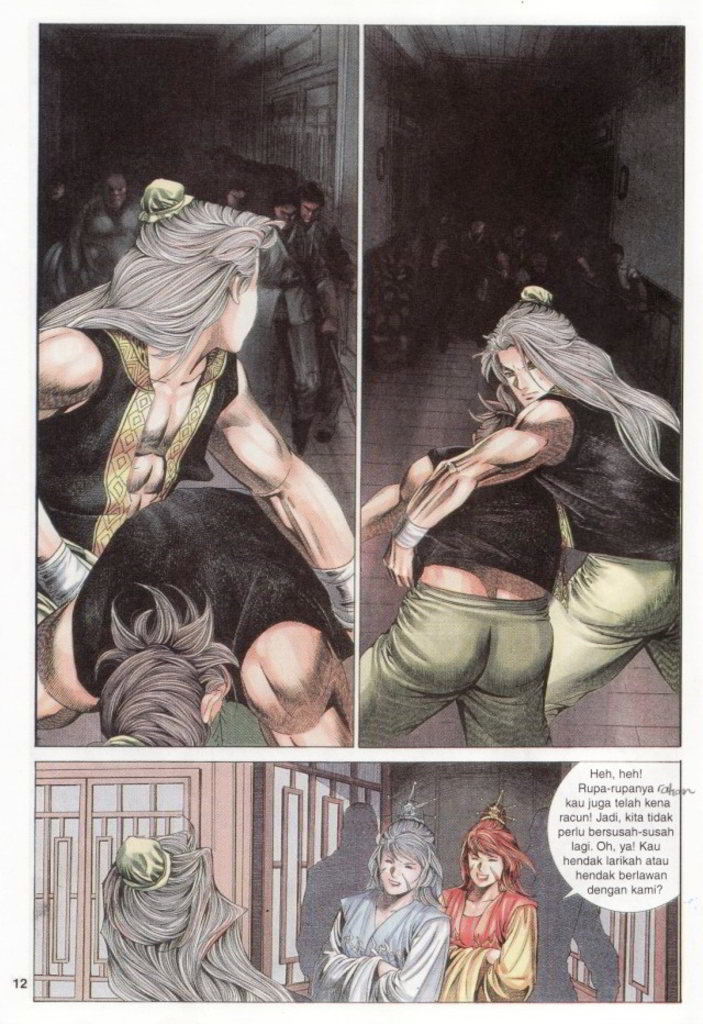 Heh, heh!
Rupa-rupanya
kau juga telah kena
racun! Jadi, kita tidak
perlu bersusah-susah
lagi. Oh, ya! Kau
hendak larikah atau
hendak berlawan
dengan kami?
12